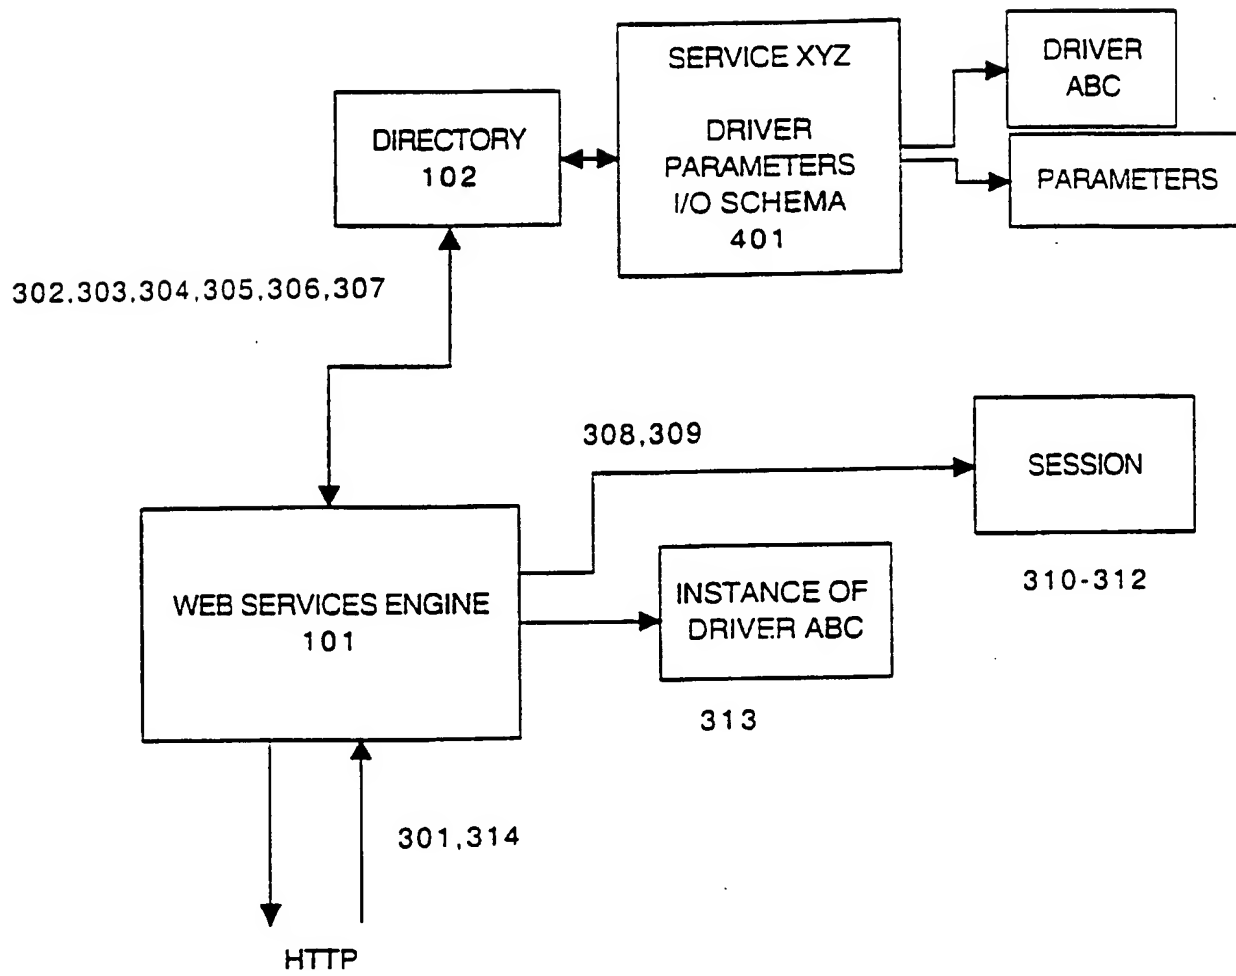 SERVICE XYZ
DRIVER
PARAMETERS
I/O SCHEMA
401
DRIVER
ABC
PARAMETERS
DIRECTORY
102
302,303,304,305,306,307
308,309
SESSION
310-312
WEB SERVICES ENGINE
101
INSTANCE OF
DRIVER ABC
313
301,314
HTTP